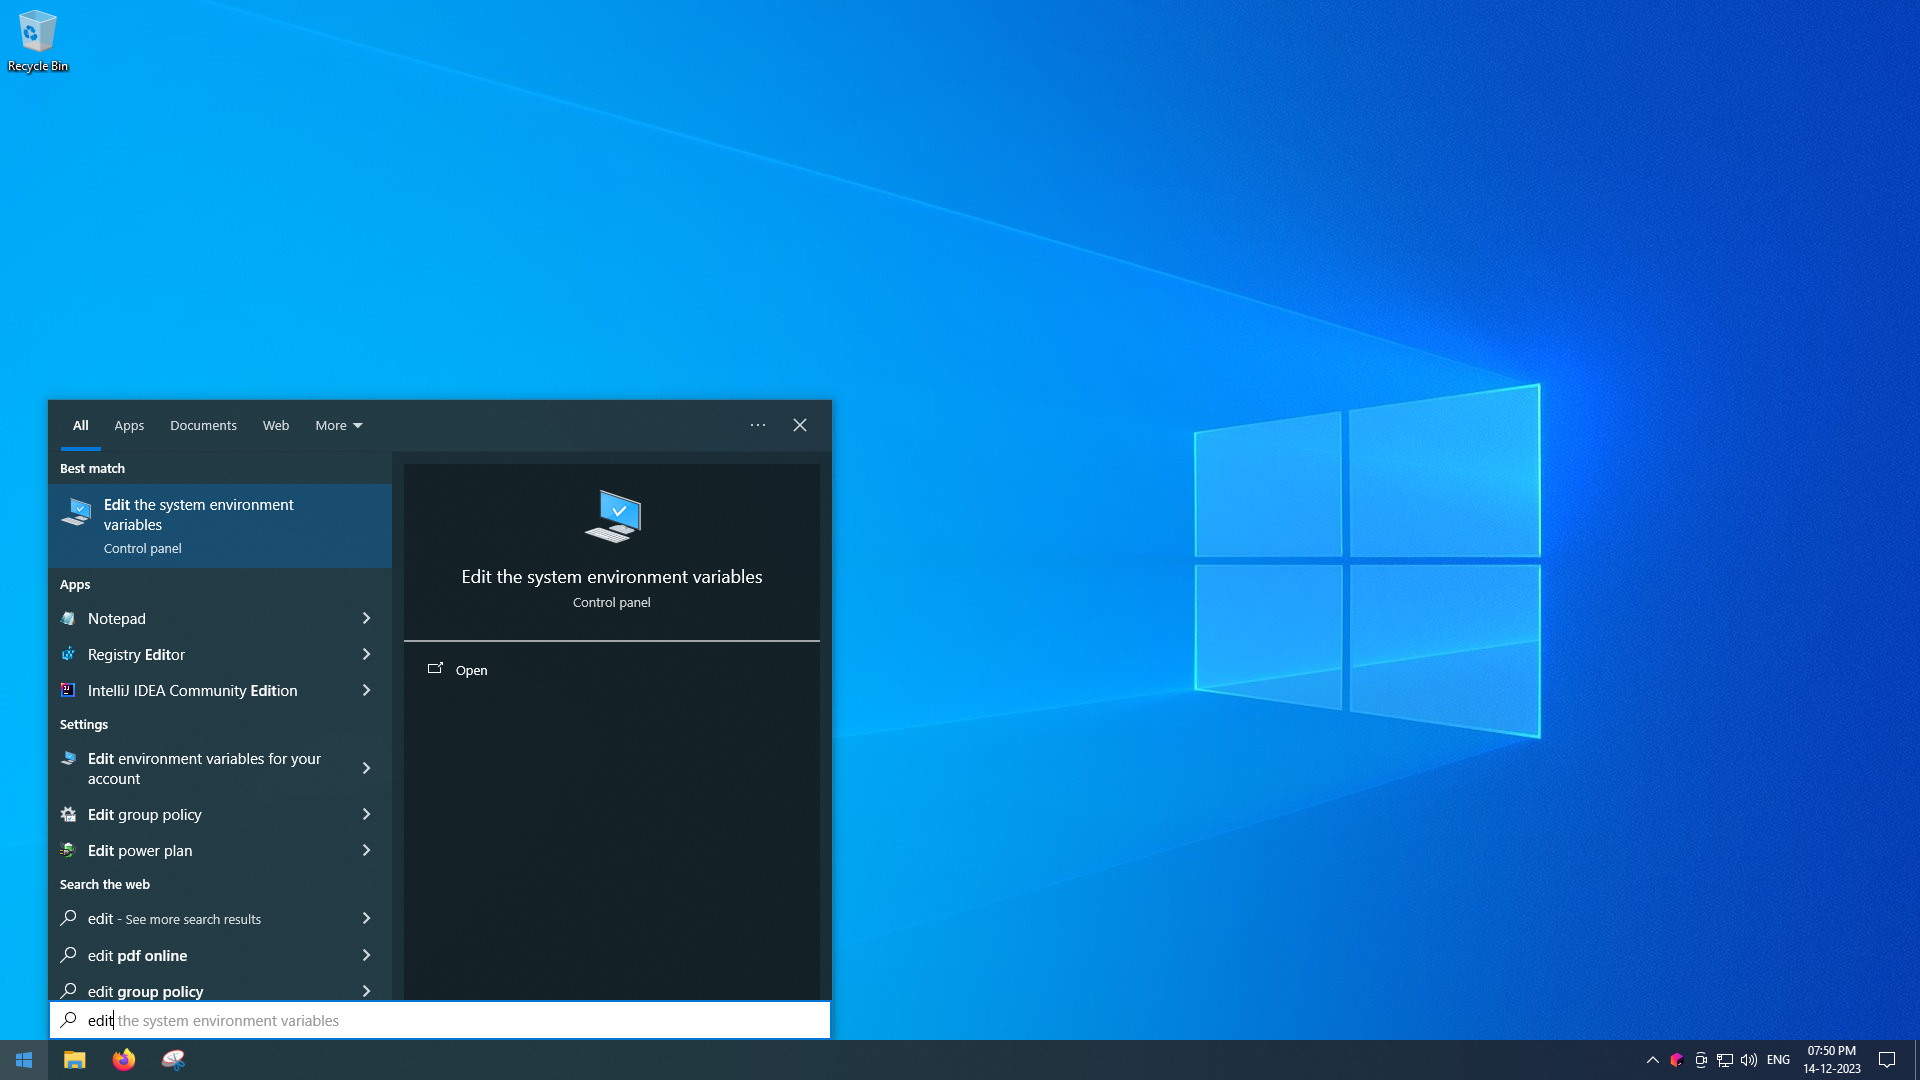 Recycle Bin
All Apps Documents Web More
Best match
Edit the system environment
variables
Control panel
Apps
Notepad
Registry Editor
IntelliJ IDEA Community Edition
Settings
Edit environment variables for your
account
Edit group policy
Edit power plan
Search the web
edit - See more search results
edit pdf online
edit group policy
Edit the system environment variables
Control panel
Open
edit the system environment variables
ENG
07:50 PM
14-12-2023